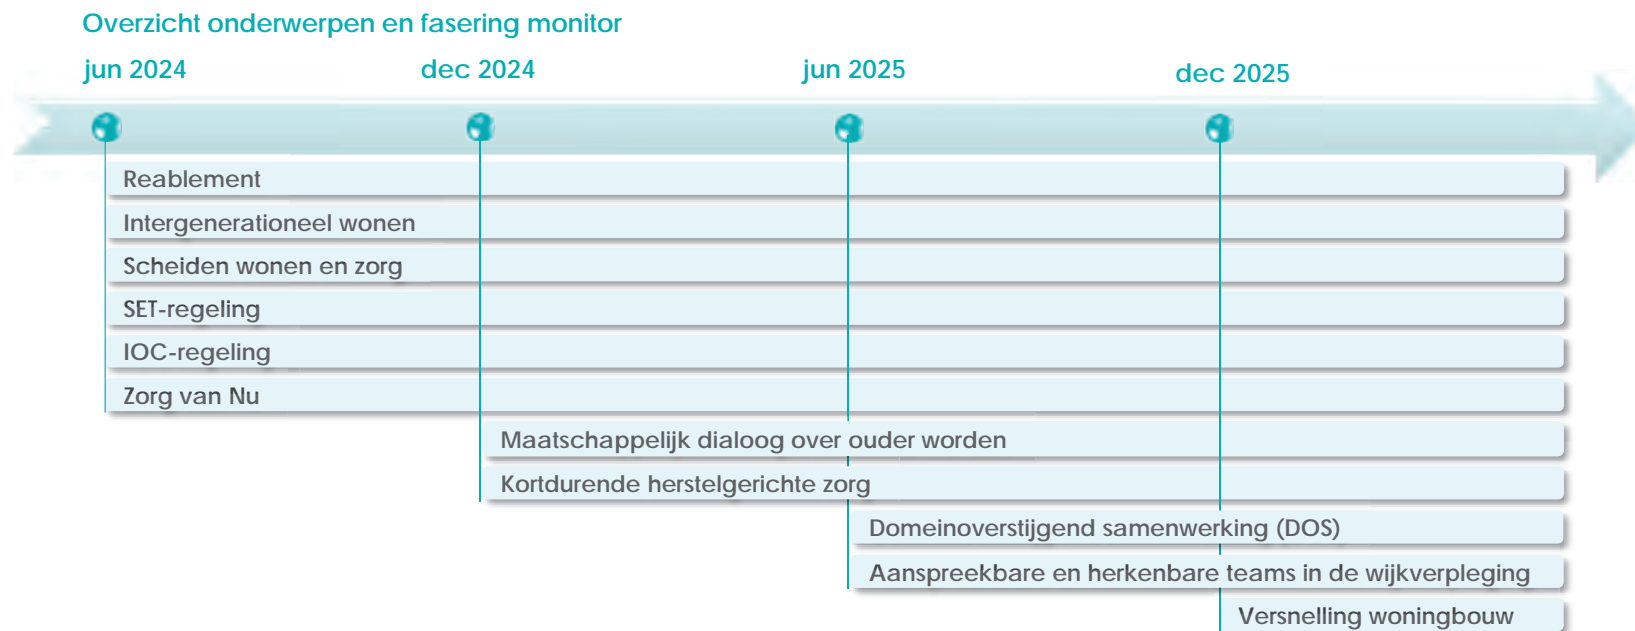 Overzicht onderwerpen en fasering monitor
jun 2024 dec 2024 jun 2025 dec 2025
Reablement
Intergenerationeel wonen
Scheiden wonen en zorg
SET-regeling
IOC-regeling
Zorg van Nu
Maatschappelijk dialoog over ouder worden
Kortdurende herstelgerichte zorg
Domeinoverstijgend samenwerking (DOS)
Aanspreekbare en herkenbare teams in de wijkverpleging
Versnelling woningbouw